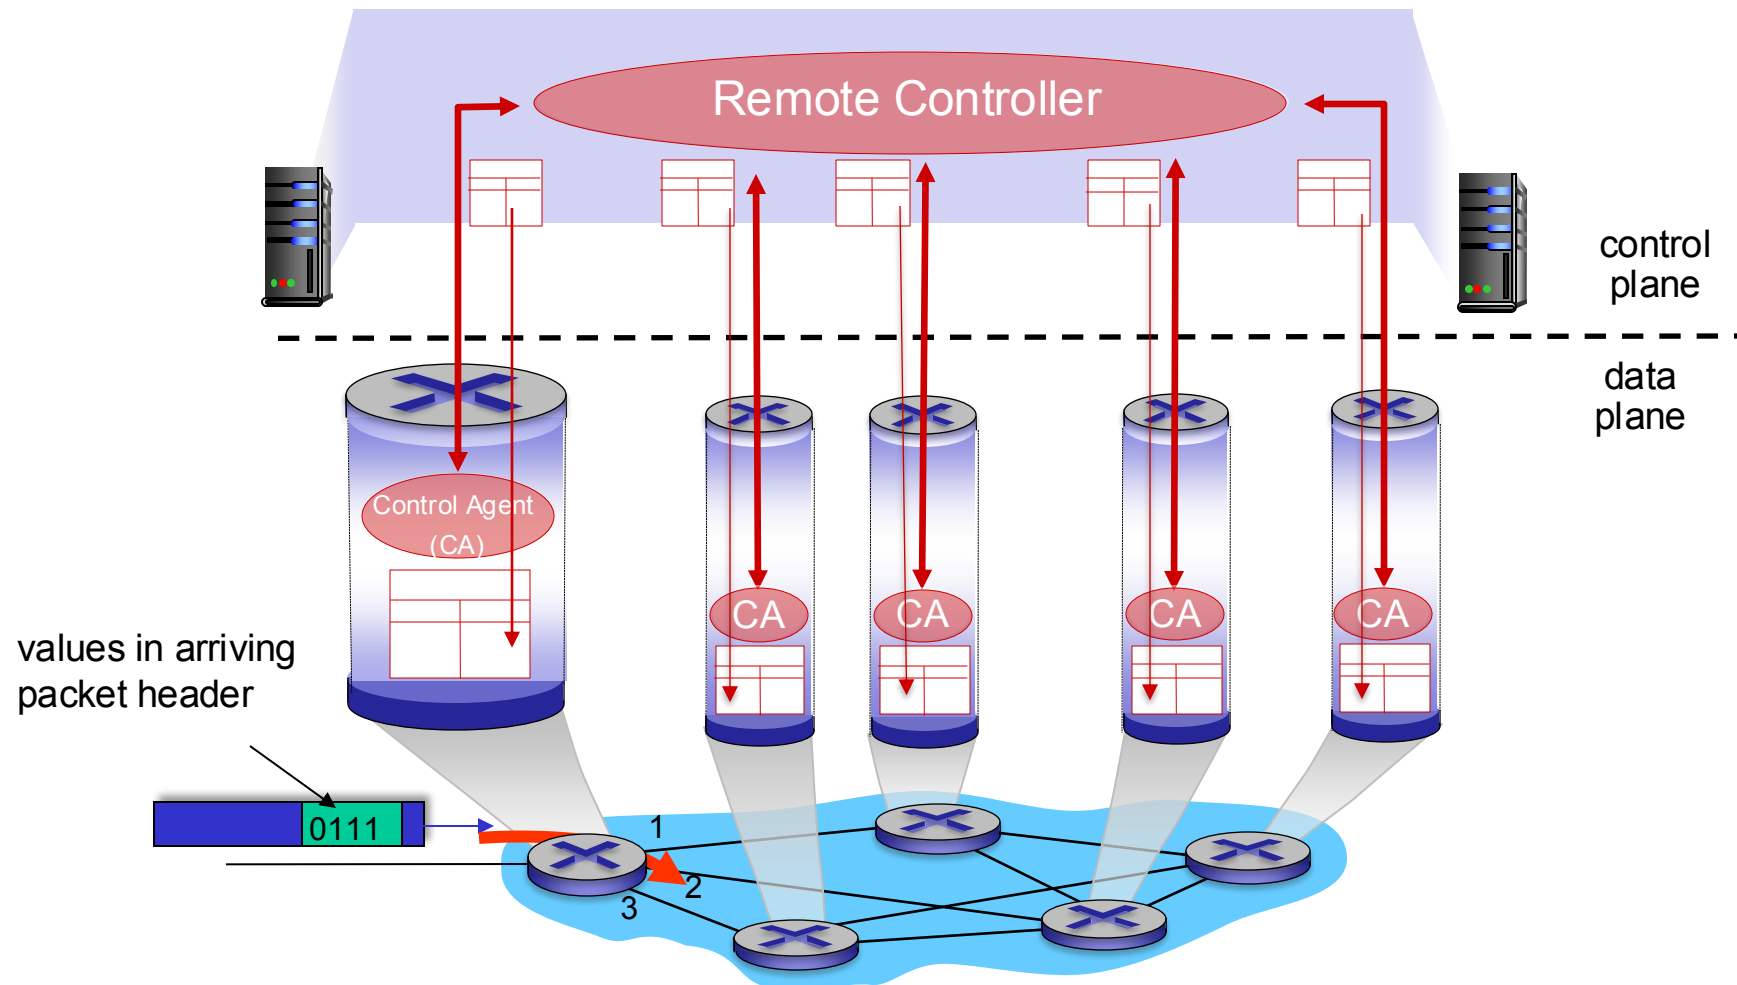 Remote Controller
control
plane
data
plane
Control Agent
(CA)
CA
CA
CA
CA
values in arriving
packet header
0111
1
2
3